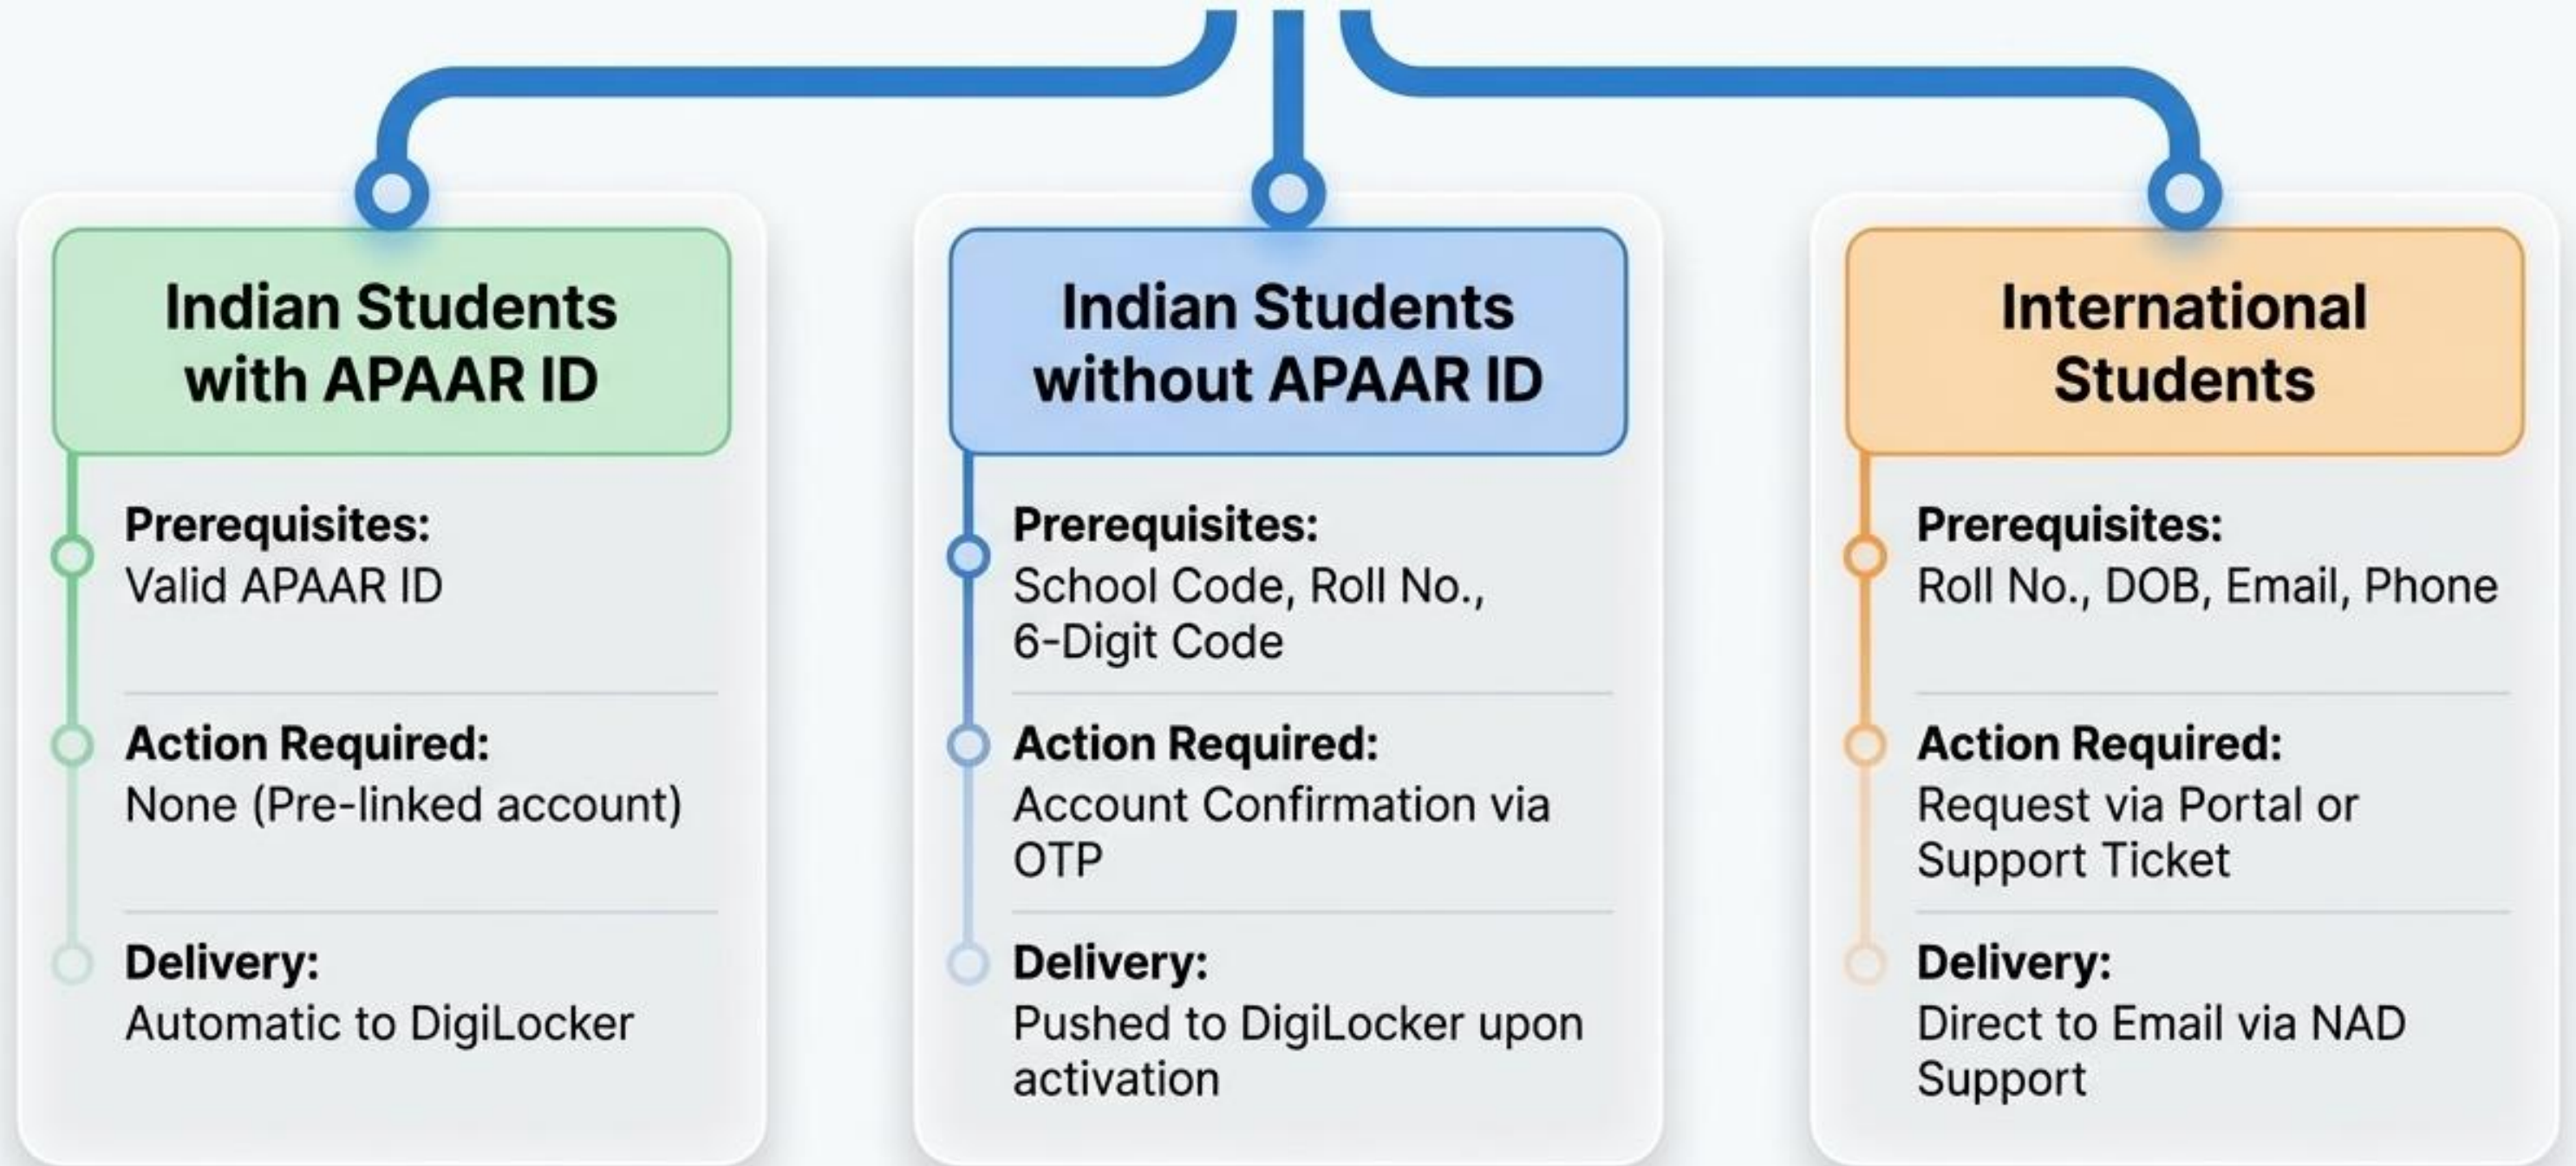 Indian Students
with APAAR ID
Prerequisites:
Valid APAAR ID
Action Required:
None (Pre-linked account)
Delivery:
Automatic to DigiLocker
Indian Students
without APAAR ID
Prerequisites:
School Code, Roll No.,
6-Digit Code
Action Required:
Account Confirmation via
OTP
Delivery:
Pushed to DigiLocker upon
activation
International
Students
Prerequisites:
Roll No., DOB, Email, Phone
Action Required:
Request via Portal or
Support Ticket
Delivery:
Direct to Email via NAD
Support